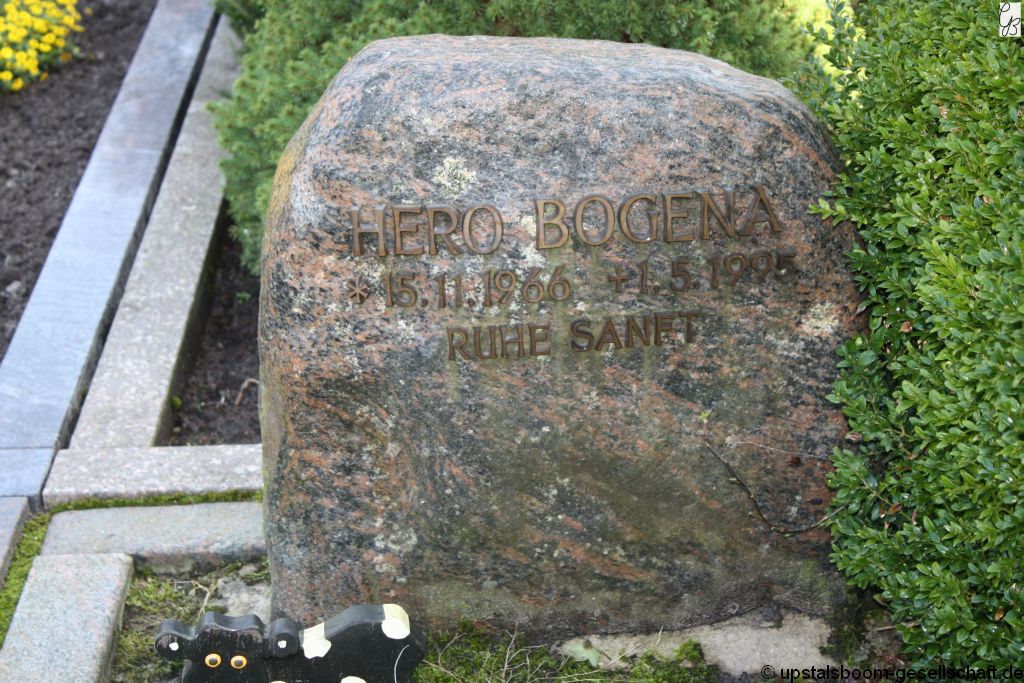 HERO BOGENA
* 15.11.1966 +1.5.1995
RUHE SANFT
© upstalsboom-gesellschaft.de